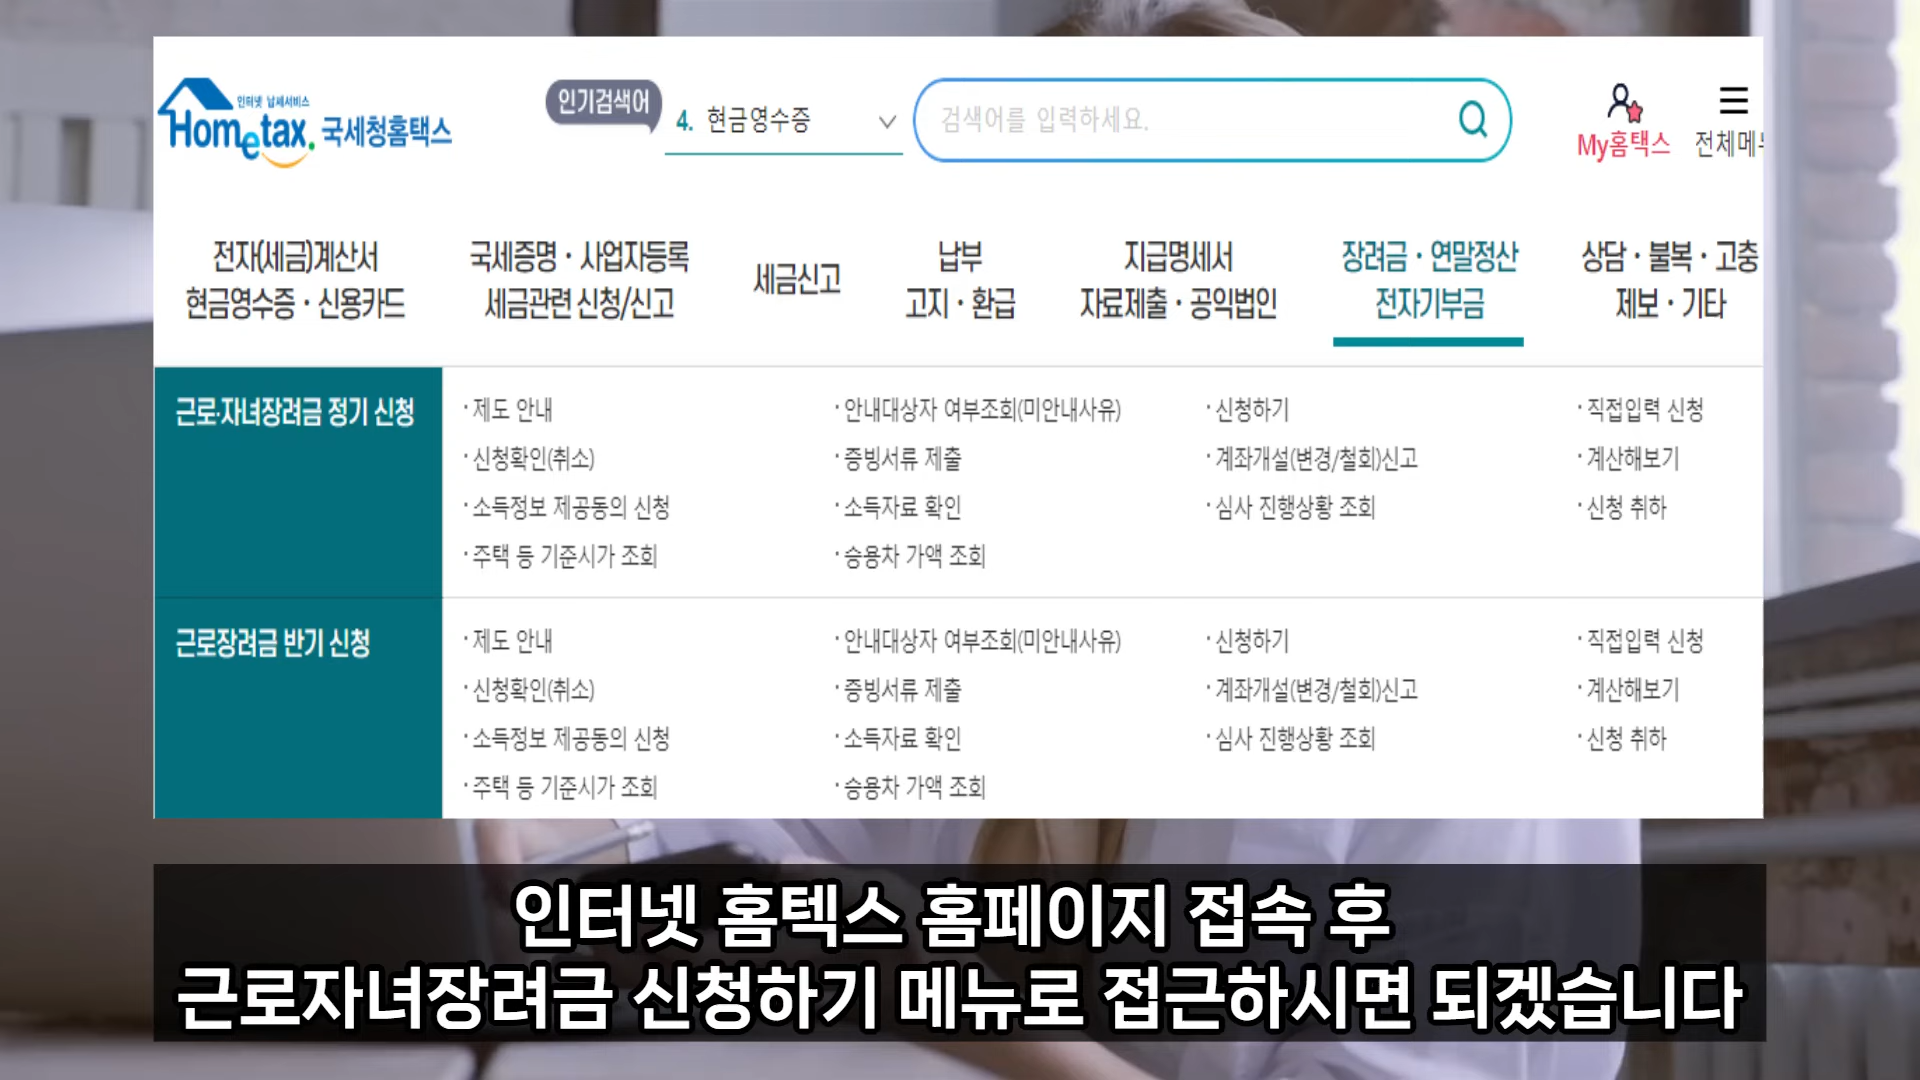 인터넷 납세서비스
Hometax. 국세청홈택스
인기검색어
4. 현금영수증
검색어를 입력하세요.
My홈택스
전체메뉴
전자(세금)계산서
현금영수증·신용카드
국세증명·사업자등록
세금관련 신청/신고
세금신고
납부
고지·환급
지급명세서
자료제출·공익법인
장려금·연말정산
전자기부금
상담·불복·고충
제보·기타
근로·자녀장려금 정기 신청
·제도 안내
·안내대상자 여부조회(미안내사유)
·신청하기
·직접입력 신청
·신청확인(취소)
·증빙서류 제출
·계좌개설(변경/철회)신고
·계산해보기
·소득정보 제공동의 신청
·소득자료 확인
·심사 진행상황 조회
·신청 취하
·주택 등 기준시가 조회
·승용차 가액 조회
근로장려금 반기 신청
·제도 안내
·안내대상자 여부조회(미안내사유)
·신청하기
·직접입력 신청
·신청확인(취소)
·증빙서류 제출
·계좌개설(변경/철회)신고
·계산해보기
·소득정보 제공동의 신청
·소득자료 확인
·심사 진행상황 조회
·신청 취하
·주택 등 기준시가 조회
·승용차 가액 조회
인터넷 홈텍스 홈페이지 접속 후
근로자녀장려금 신청하기 메뉴로 접근하시면 되겠습니다